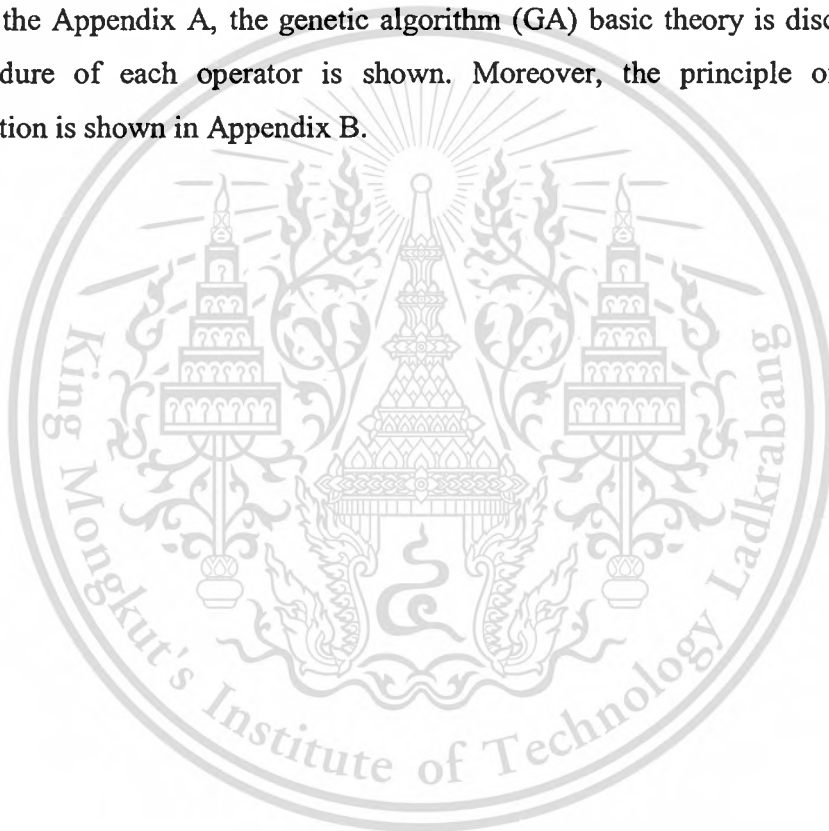 the Appendix A, the genetic algorithm (GA) basic theory is disc
dure of each operator is shown. Moreover, the principle o
tion is shown in Appendix B.
King Mongkut's Institute of Technology Ladkrabang